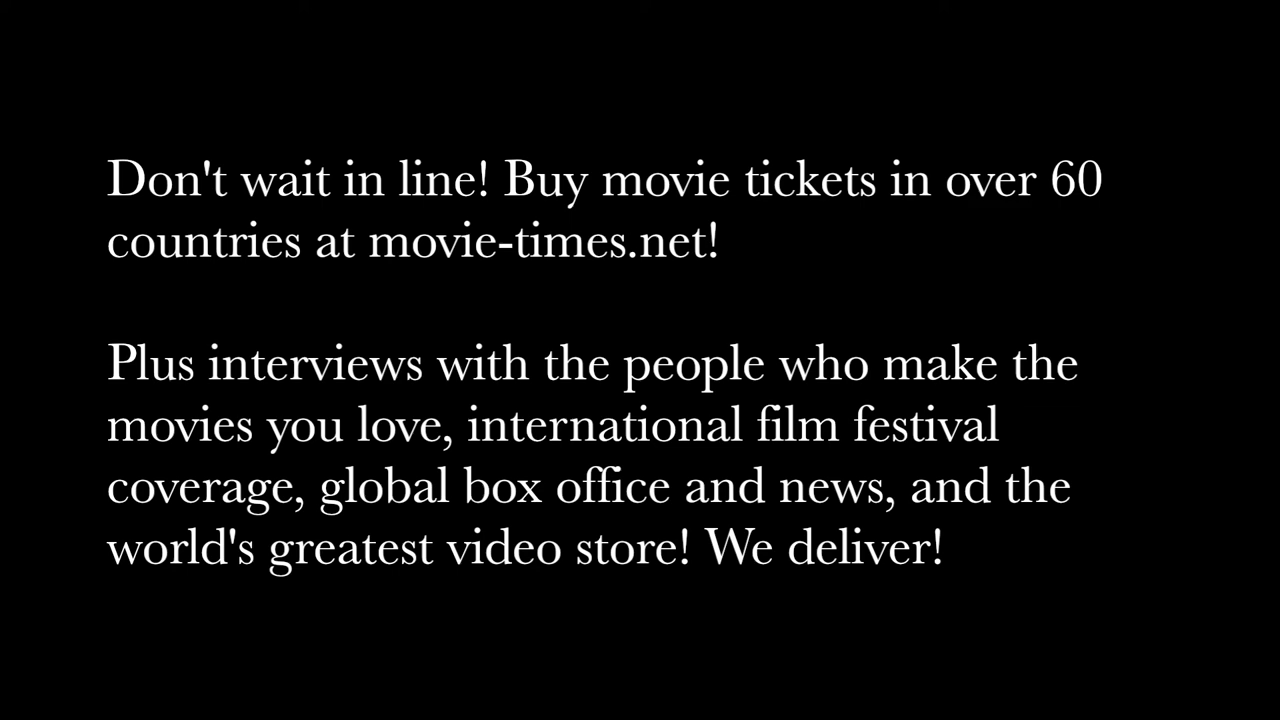 Don't wait in line! Buy movie tickets in over 60
countries at movie-times.net!
Plus interviews with the people who make the
movies you love, international film festival
coverage, global box office and news, and the
world's greatest video store! We deliver!